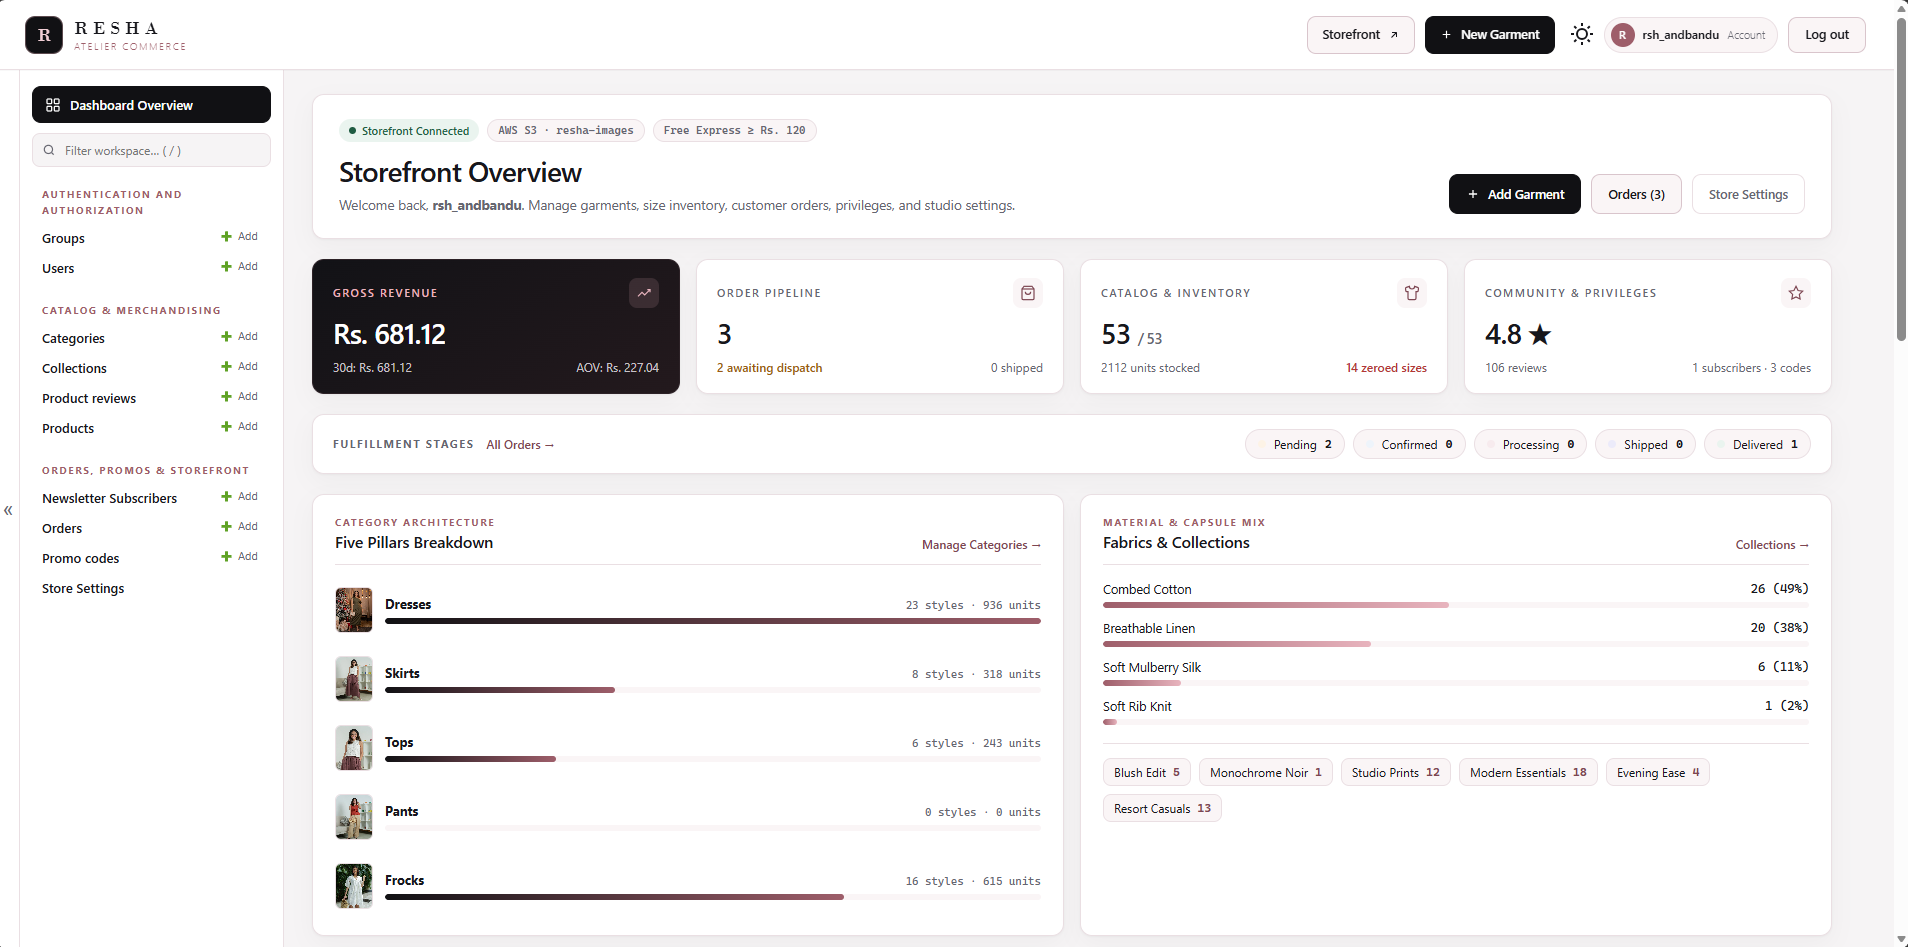 R
RESHA
ATELIER COMMERCE
Storefront ↗
+ New Garment
R rsh_andbandu Account
Log out
Dashboard Overview
Filter workspace... ( / )
AUTHENTICATION AND
AUTHORIZATION
Groups Add
Users Add
CATALOG & MERCHANDISING
Categories Add
Collections Add
Product reviews Add
Products Add
ORDERS, PROMOS & STOREFRONT
Newsletter Subscribers Add
Orders Add
Promo codes Add
Store Settings
«
Storefront Connected
AWS S3 · resha-images
Free Express ≥ Rs. 120
Storefront Overview
Welcome back, rsh_andbandu. Manage garments, size inventory, customer orders, privileges, and studio settings.
+ Add Garment
Orders (3)
Store Settings
GROSS REVENUE
Rs. 681.12
30d: Rs. 681.12 AOV: Rs. 227.04
ORDER PIPELINE
3
2 awaiting dispatch 0 shipped
CATALOG & INVENTORY
53 / 53
2112 units stocked 14 zeroed sizes
COMMUNITY & PRIVILEGES
4.8 ★
106 reviews 1 subscribers · 3 codes
FULFILLMENT STAGES All Orders →
Pending 2
Confirmed 0
Processing 0
Shipped 0
Delivered 1
CATEGORY ARCHITECTURE
Five Pillars Breakdown
Manage Categories →
Dresses 23 styles · 936 units
Skirts 8 styles · 318 units
Tops 6 styles · 243 units
Pants 0 styles · 0 units
Frocks 16 styles · 615 units
MATERIAL & CAPSULE MIX
Fabrics & Collections
Collections →
Combed Cotton 26 (49%)
Breathable Linen 20 (38%)
Soft Mulberry Silk 6 (11%)
Soft Rib Knit 1 (2%)
Blush Edit 5
Monochrome Noir 1
Studio Prints 12
Modern Essentials 18
Evening Ease 4
Resort Casuals 13